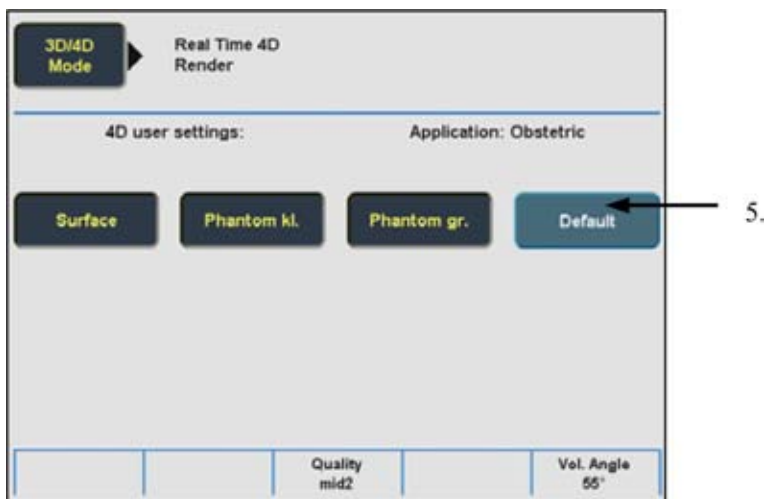 3D/4D
Mode
Real Time 4D
Render
4D user settings:
Application: Obstetric
Surface
Phantom kl.
Phantom gr.
Default
5.
Quality
mid2
Vol. Angle
55°